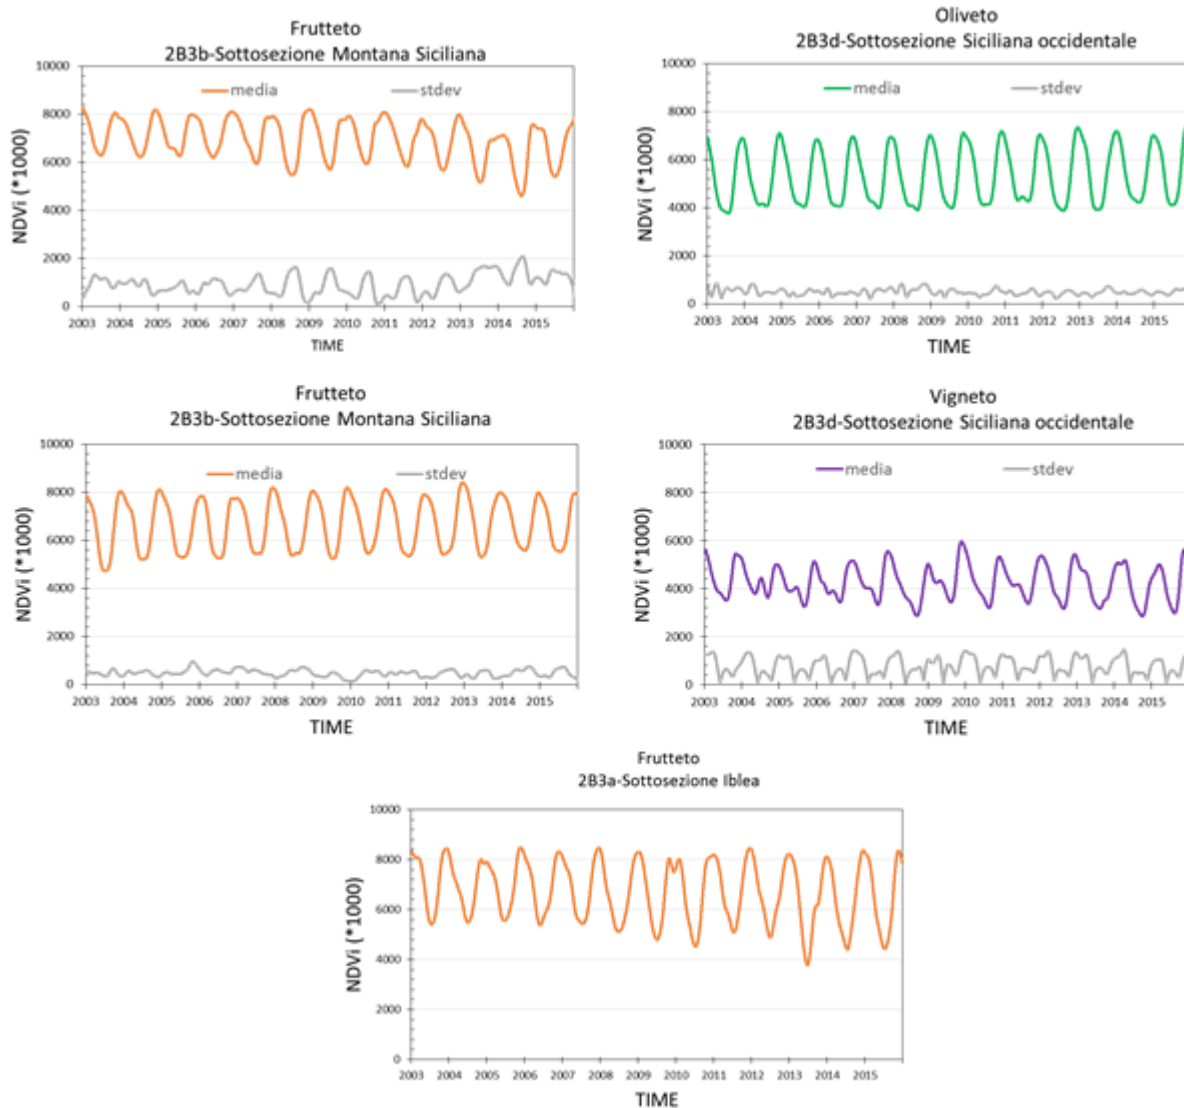 Frutteto
2B3b-Sottosezione Montana Siciliana
media
stdev
NDVi (*1000)
10000
8000
6000
4000
2000
0
2003 2004 2005 2006 2007 2008 2009 2010 2011 2012 2013 2014 2015
TIME
Oliveto
2B3d-Sottosezione Siciliana occidentale
media
stdev
NDVi (*1000)
10000
8000
6000
4000
2000
0
2003 2004 2005 2006 2007 2008 2009 2010 2011 2012 2013 2014 2015
TIME
Frutteto
2B3b-Sottosezione Montana Siciliana
media
stdev
NDVi (*1000)
10000
8000
6000
4000
2000
0
2003 2004 2005 2006 2007 2008 2009 2010 2011 2012 2013 2014 2015
TIME
Vigneto
2B3d-Sottosezione Siciliana occidentale
media
stdev
NDVi (*1000)
10000
8000
6000
4000
2000
0
2003 2004 2005 2006 2007 2008 2009 2010 2011 2012 2013 2014 2015
TIME
Frutteto
2B3a-Sottosezione Iblea
NDVi (*1000)
10000
8000
6000
4000
2000
0
2003 2004 2005 2006 2007 2008 2009 2010 2011 2012 2013 2014 2015
TIME